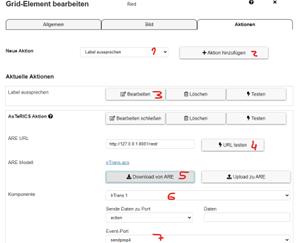 Grid-Element bearbeiten Red
Allgemein Bild Aktionen
Neue Aktion Label aussprechen 1 + Aktion hinzufügen 2
Aktuelle Aktionen
Label aussprechen Bearbeiten 3 Löschen Testen
AsTeRICS Aktion Bearbeiten schließen Löschen Testen
ARE URL http://127.0.0.1:8081/rest/ URL testen 4
ARE Modell
Download von ARE 5 Upload zu ARE
Komponente IrTrans.1 6
Sende Daten zu Port Daten
action
Event-Port
7